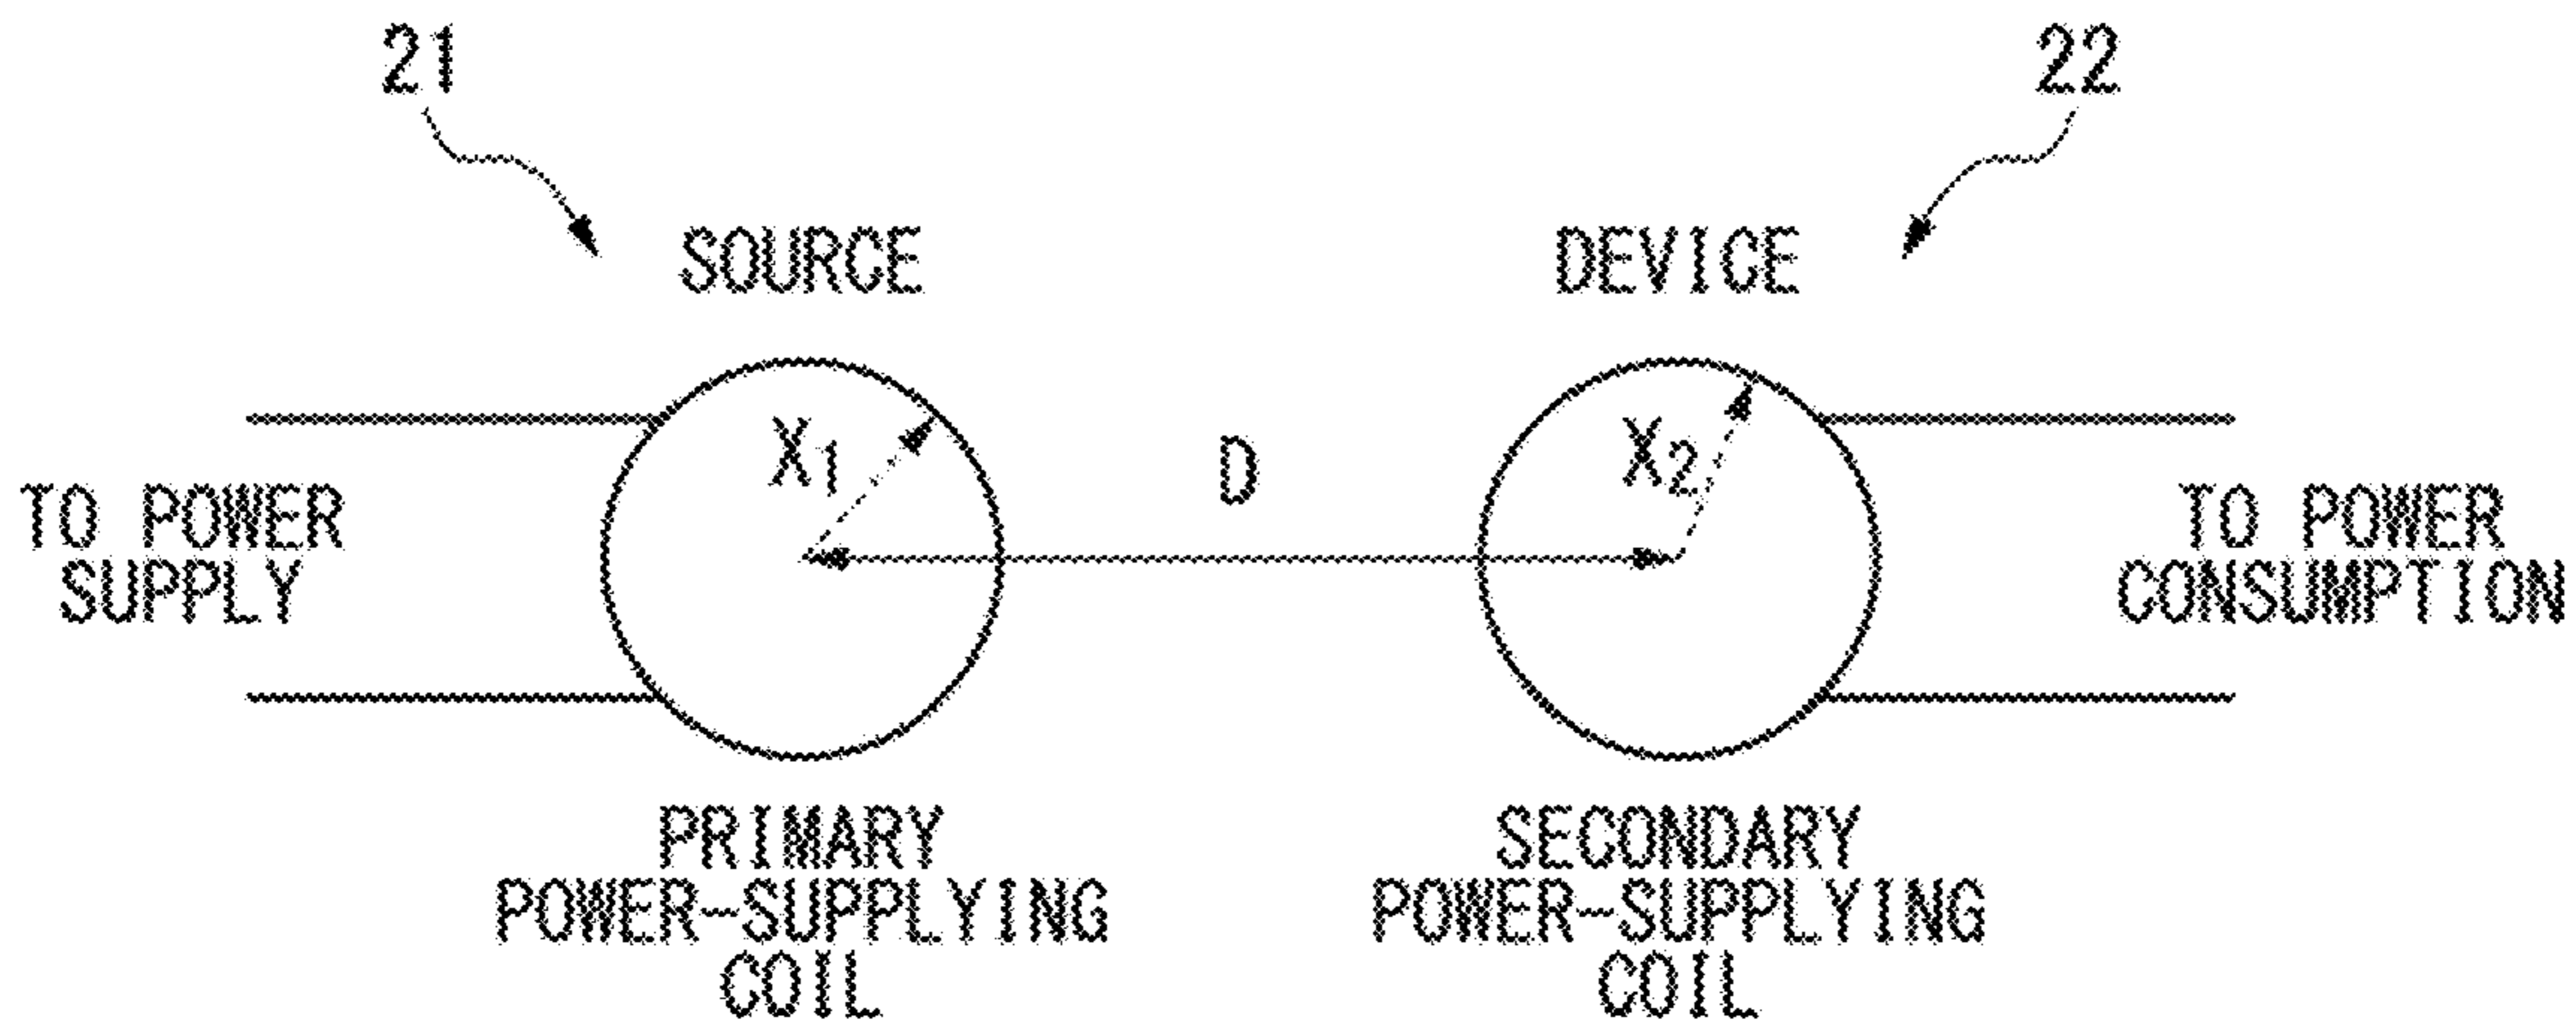 21
22
SOURCE
DEVICE
X1
D
X2
TO POWER
SUPPLY
TO POWER
CONSUMPTION
PRIMARY
POWER-SUPPLYING
COIL
SECONDARY
POWER-SUPPLYING
COIL